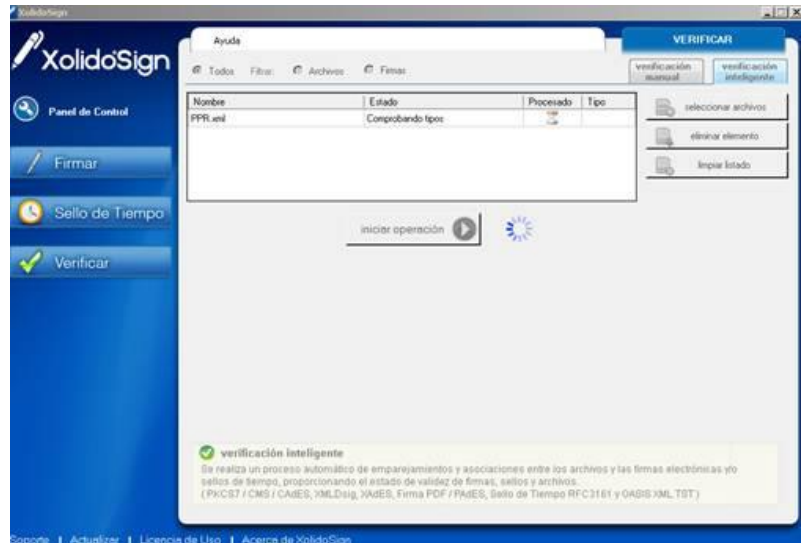 XolidoSign
XolidoSign
Panel de Control
Firmar
Sello de Tiempo
Verificar
Ayuda
VERIFICAR
Todos Filtrar: Archivos Firmas
verificación manual
verificación inteligente
Nombre Estado Procesado Tipo
PPR.xml Comprobando tipos
seleccionar archivos
eliminar elemento
limpiar listado
iniciar operación
verificación inteligente
Se realiza un proceso automático de emparejamientos y asociaciones entre los archivos y las firmas electrónicas y/o
sellos de tiempo, proporcionando el estado de validez de firmas, sellos y archivos.
( PKCS7 / CMS / CAdES, XMLDsig, XAdES, Firma PDF / PAdES, Sello de Tiempo RFC3161 y OASIS XML TST )
Soporte | Actualizar | Licencia de Uso | Acerca de XolidoSign